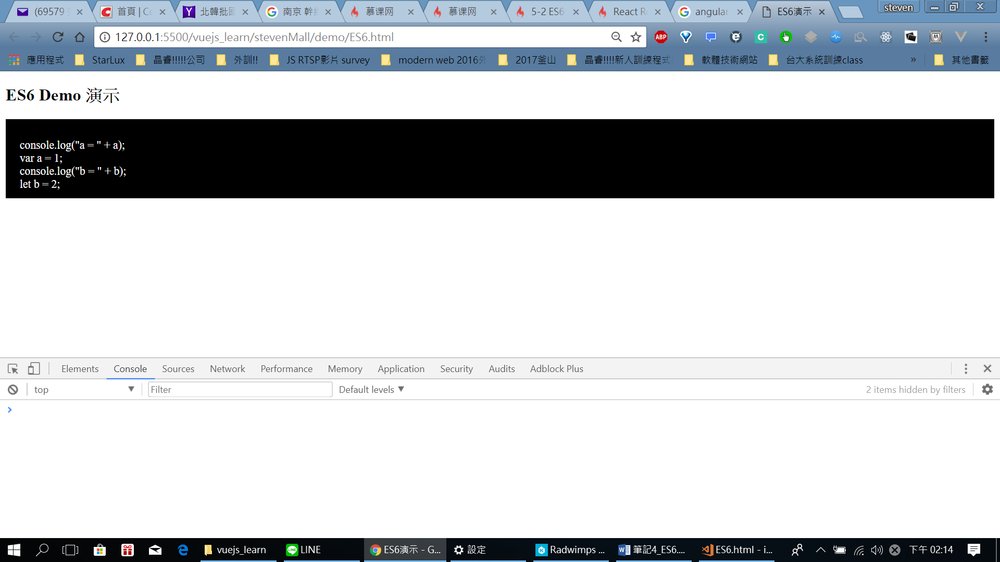 (69579
首頁 | Co
北韓批國
南京 幹
慕课网
慕课网
5-2 ES6
React R
angular
ES6演示
steven
127.0.0.1:5500/vuejs_learn/stevenMall/demo/ES6.html
應用程式
StarLux
晶睿!!!!!公司
外訓!!
JS RTSP影片 survey
modern web 2016外
2017釜山
晶睿!!!!新人訓練程式
軟體技術網站
台大系統訓練class
»
其他書籤
ES6 Demo 演示
console.log("a = " + a);
var a = 1;
console.log("b = " + b);
let b = 2;
Elements
Console
Sources
Network
Performance
Memory
Application
Security
Audits
Adblock Plus
top
Filter
Default levels
2 items hidden by filters
vuejs_learn
LINE
ES6演示 - G...
設定
Radwimps ...
筆記4_ES6....
ES6.html - i...
下午 02:14